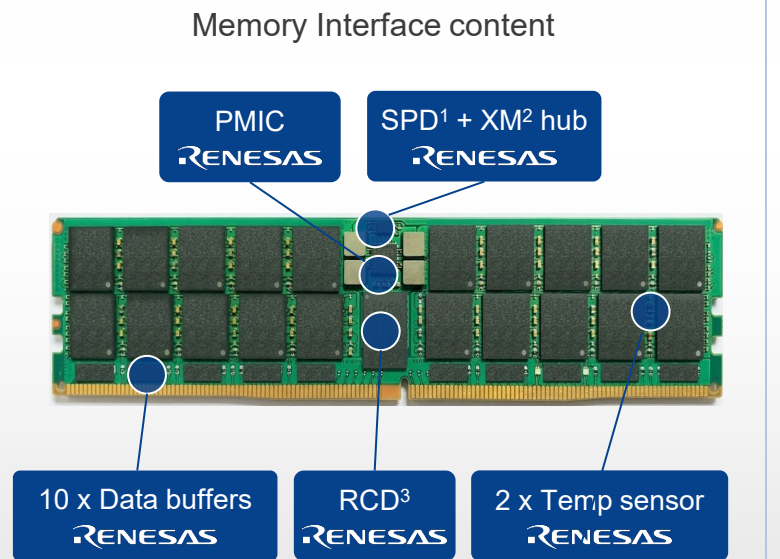 Memory Interface content
PMIC
RENESAS
SPD¹ + XM² hub
RENESAS
10 x Data buffers
RENESAS
RCD³
RENESAS
2 x Temp sensor
RENESAS